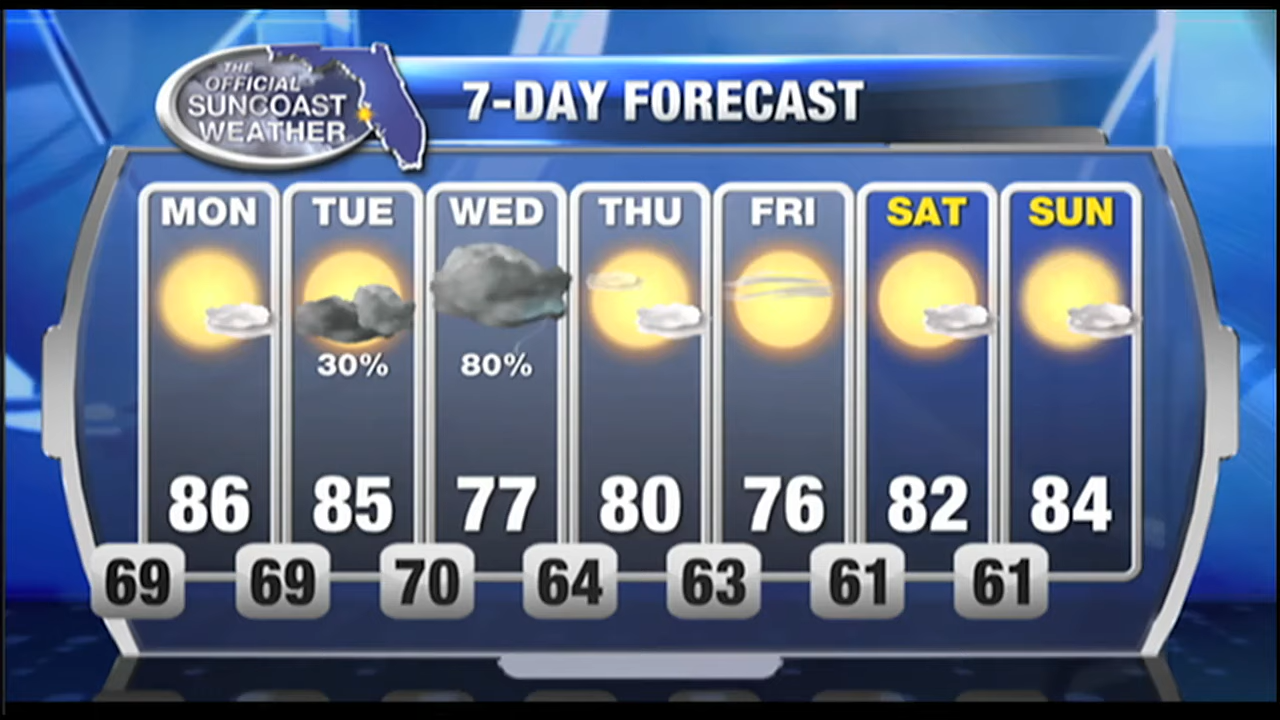 THE
OFFICIAL
SUNCOAST
WEATHER
7-DAY FORECAST
MON TUE WED THU FRI SAT SUN
30% 80%
86 85 77 80 76 82 84
69 69 70 64 63 61 61